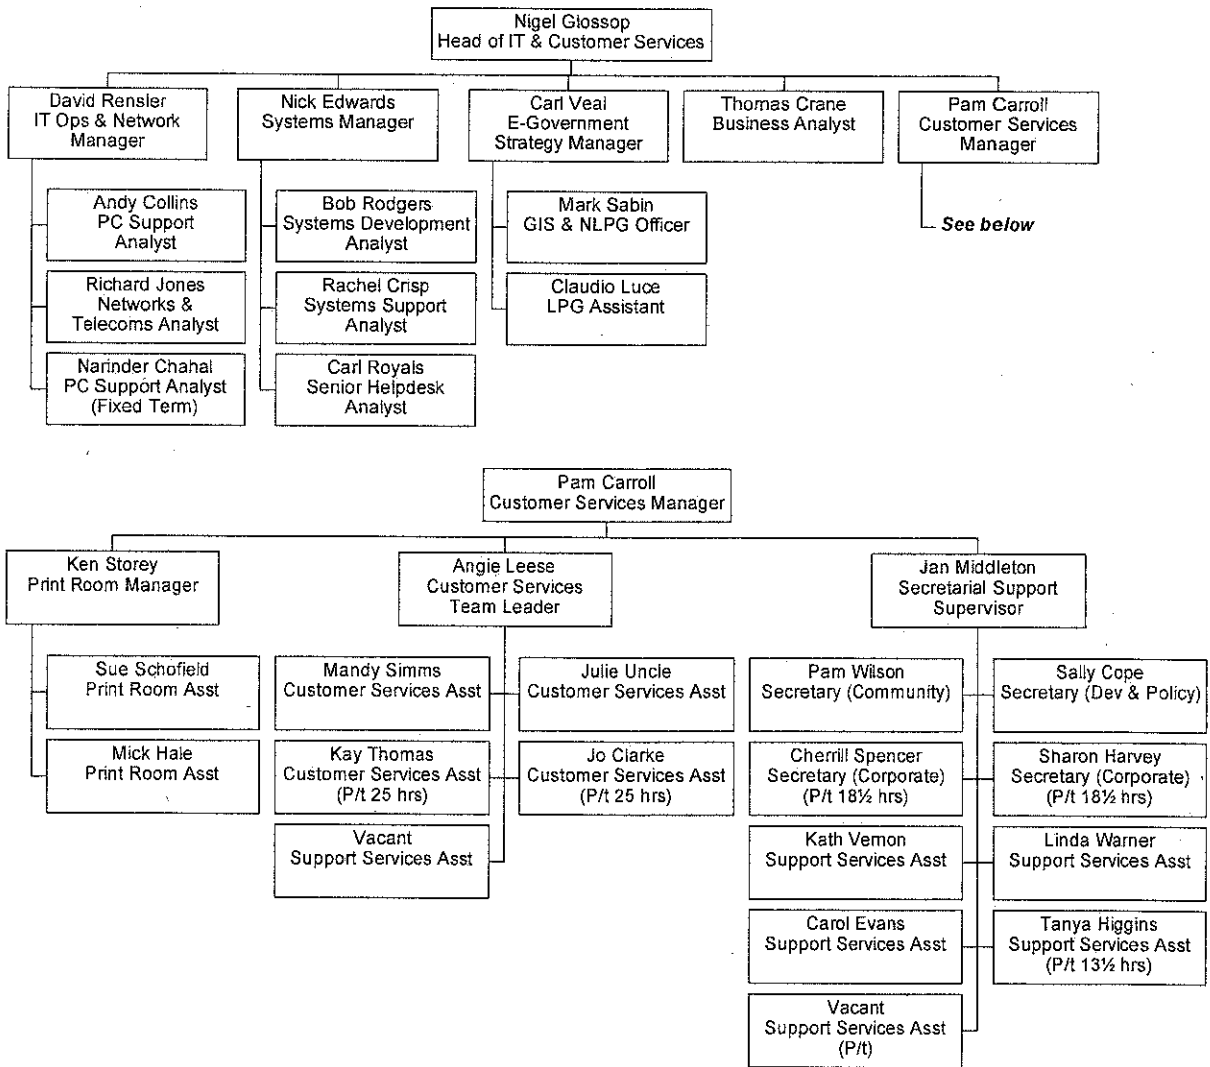 Nigel Glossop
Head of IT & Customer Services
David Rensler
IT Ops & Network
Manager
Nick Edwards
Systems Manager
Carl Veal
E-Government
Strategy Manager
Thomas Crane
Business Analyst
Pam Carroll
Customer Services
Manager
Andy Collins
PC Support
Analyst
Bob Rodgers
Systems Development
Analyst
Mark Sabin
GIS & NLPG Officer
See below
Richard Jones
Networks &
Telecoms Analyst
Rachel Crisp
Systems Support
Analyst
Claudio Luce
LPG Assistant
Narinder Chahal
PC Support Analyst
(Fixed Term)
Carl Royals
Senior Helpdesk
Analyst
Pam Carroll
Customer Services Manager
Ken Storey
Print Room Manager
Angie Leese
Customer Services
Team Leader
Jan Middleton
Secretarial Support
Supervisor
Sue Schofield
Print Room Asst
Mandy Simms
Customer Services Asst
Julie Uncle
Customer Services Asst
Pam Wilson
Secretary (Community)
Sally Cope
Secretary (Dev & Policy)
Mick Hale
Print Room Asst
Kay Thomas
Customer Services Asst
(P/t 25 hrs)
Jo Clarke
Customer Services Asst
(P/t 25 hrs)
Cherrill Spencer
Secretary (Corporate)
(P/t 18½ hrs)
Sharon Harvey
Secretary (Corporate)
(P/t 18½ hrs)
Vacant
Support Services Asst
Kath Vernon
Support Services Asst
Linda Warner
Support Services Asst
Carol Evans
Support Services Asst
Tanya Higgins
Support Services Asst
(P/t 13½ hrs)
Vacant
Support Services Asst
(P/t)